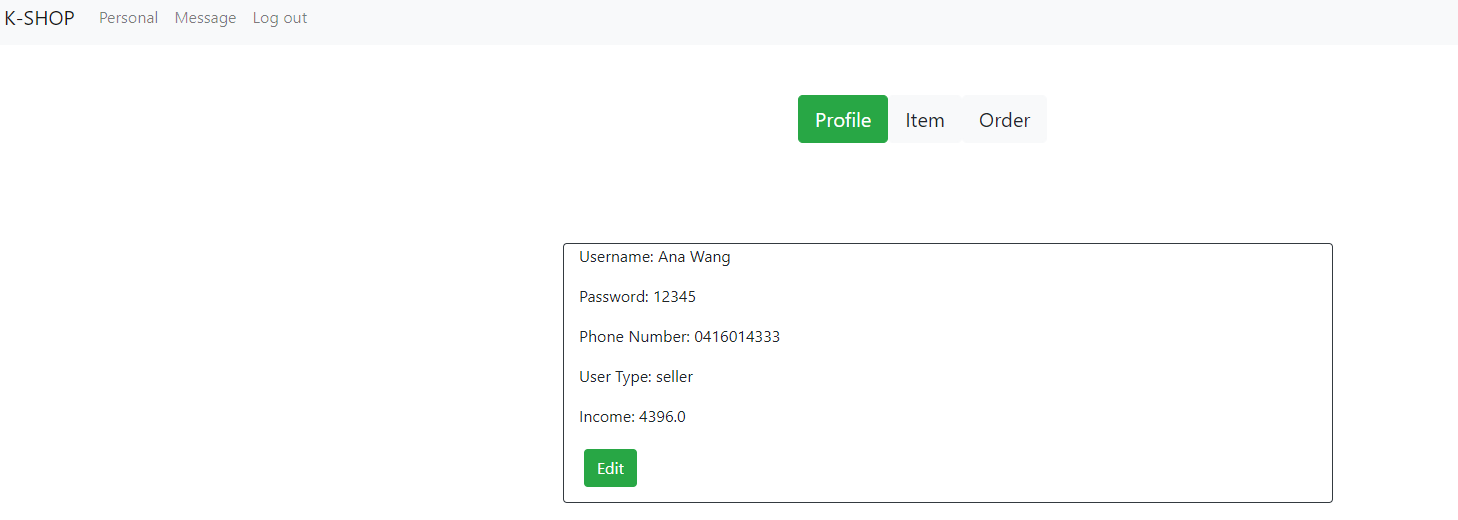 K-SHOP Personal Message Log out
Profile Item Order
Username: Ana Wang
Password: 12345
Phone Number: 0416014333
User Type: seller
Income: 4396.0
Edit